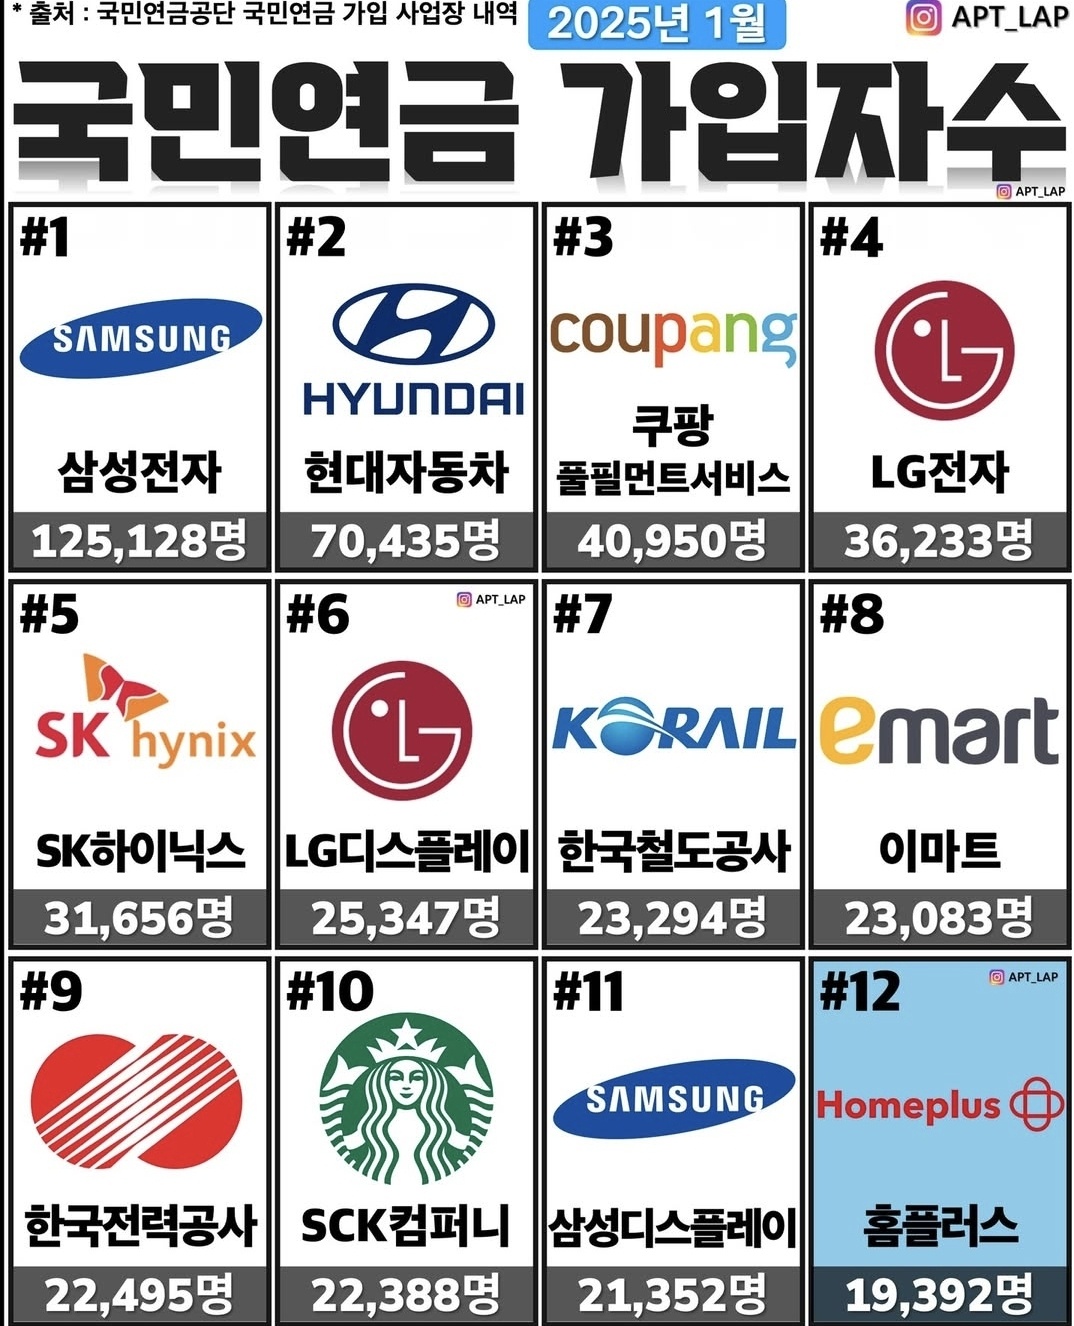 * 출처 : 국민연금공단 국민연금 가입 사업장 내역
2025년 1월
APT_LAP
국민연금 가입자수
APT_LAP
#1
SAMSUNG
삼성전자
125,128명
#2
HYUNDAI
현대자동차
70,435명
#3
coupang
쿠팡
풀필먼트서비스
40,950명
#4
LG
LG전자
36,233명
#5
SK hynix
SK하이닉스
31,656명
#6
APT_LAP
LG
LG디스플레이
25,347명
#7
KORAIL
한국철도공사
23,294명
#8
emart
이마트
23,083명
#9
한국전력공사
22,495명
#10
SCK컴퍼니
22,388명
#11
SAMSUNG
삼성디스플레이
21,352명
#12
APT_LAP
Homeplus
홈플러스
19,392명